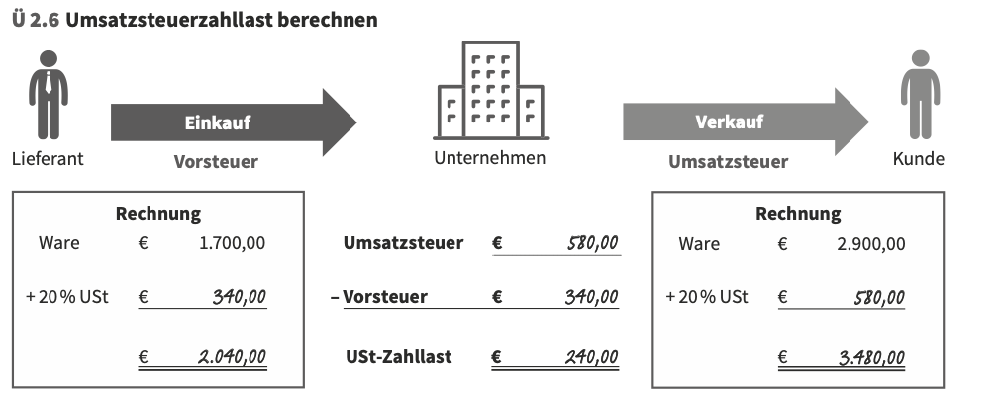 Ü 2.6 Umsatzsteuerzahllast berechnen
Einkauf
Verkauf
Lieferant
Vorsteuer
Unternehmen
Umsatzsteuer
Kunde
Rechnung
Ware € 1.700,00
+ 20 % USt € 340,00
€ 2.040,00
Umsatzsteuer € 580,00
– Vorsteuer € 340,00
USt-Zahllast € 240,00
Rechnung
Ware € 2.900,00
+ 20 % USt € 580,00
€ 3.480,00